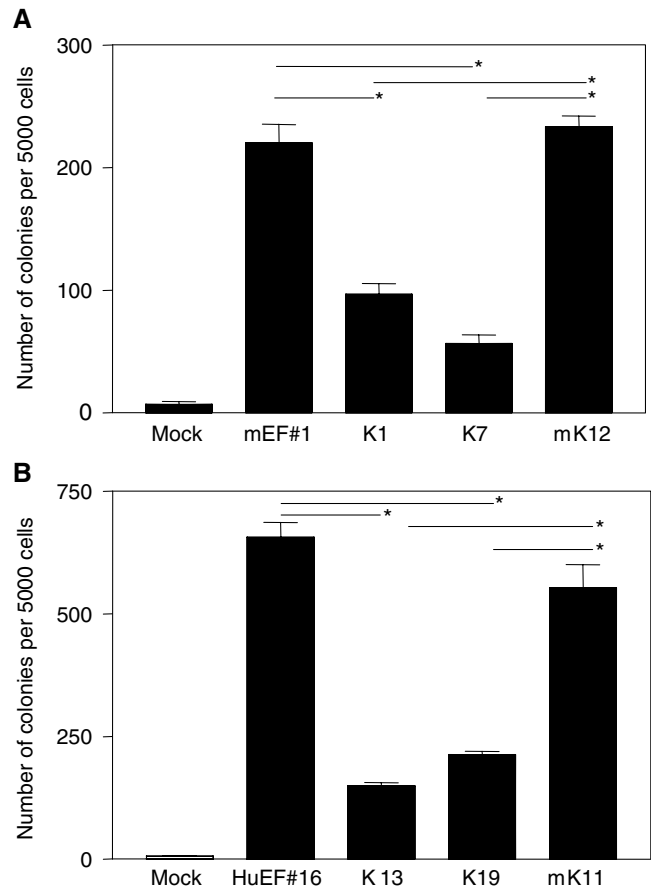 A
Number of colonies per 5000 cells
300
200
100
0
*
*
*
*
Mock mEF#1 K1 K7 mK12
B
Number of colonies per 5000 cells
750
500
250
0
*
*
*
*
Mock HuEF#16 K13 K19 mK11